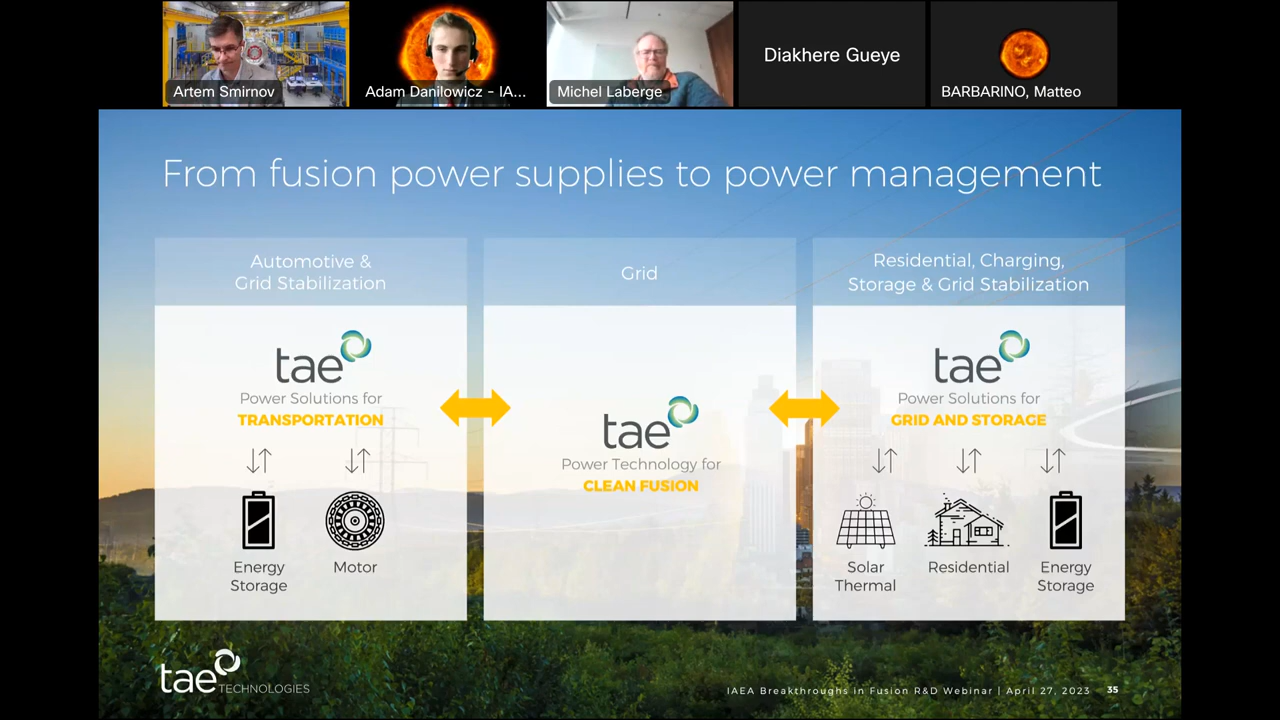 Artem Smirnov
Adam Danilowicz - IA...
Michel Laberge
Diakhere Gueye
BARBARINO, Matteo
From fusion power supplies to power management
Automotive &
Grid Stabilization
tae
Power Solutions for
TRANSPORTATION
Energy
Storage
Motor
Grid
tae
Power Technology for
CLEAN FUSION
Residential, Charging,
Storage & Grid Stabilization
tae
Power Solutions for
GRID AND STORAGE
Solar
Thermal
Residential
Energy
Storage
tae TECHNOLOGIES
IAEA Breakthroughs in Fusion R&D Webinar | April 27, 2023 35